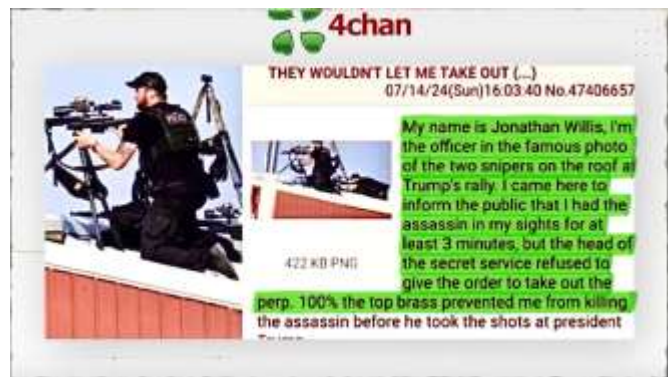 4chan
THEY WOULDN'T LET ME TAKE OUT (...)
07/14/24(Sun)16:03:40 No.47406657
My name is Jonathan Willis, I'm
the officer in the famous photo
of the two snipers on the roof at
Trump's rally. I came here to
inform the public that I had the
assassin in my sights for at
least 3 minutes, but the head of
the secret service refused to
give the order to take out the
perp. 100% the top brass prevented me from killing
the assassin before he took the shots at president
422 KB PNG